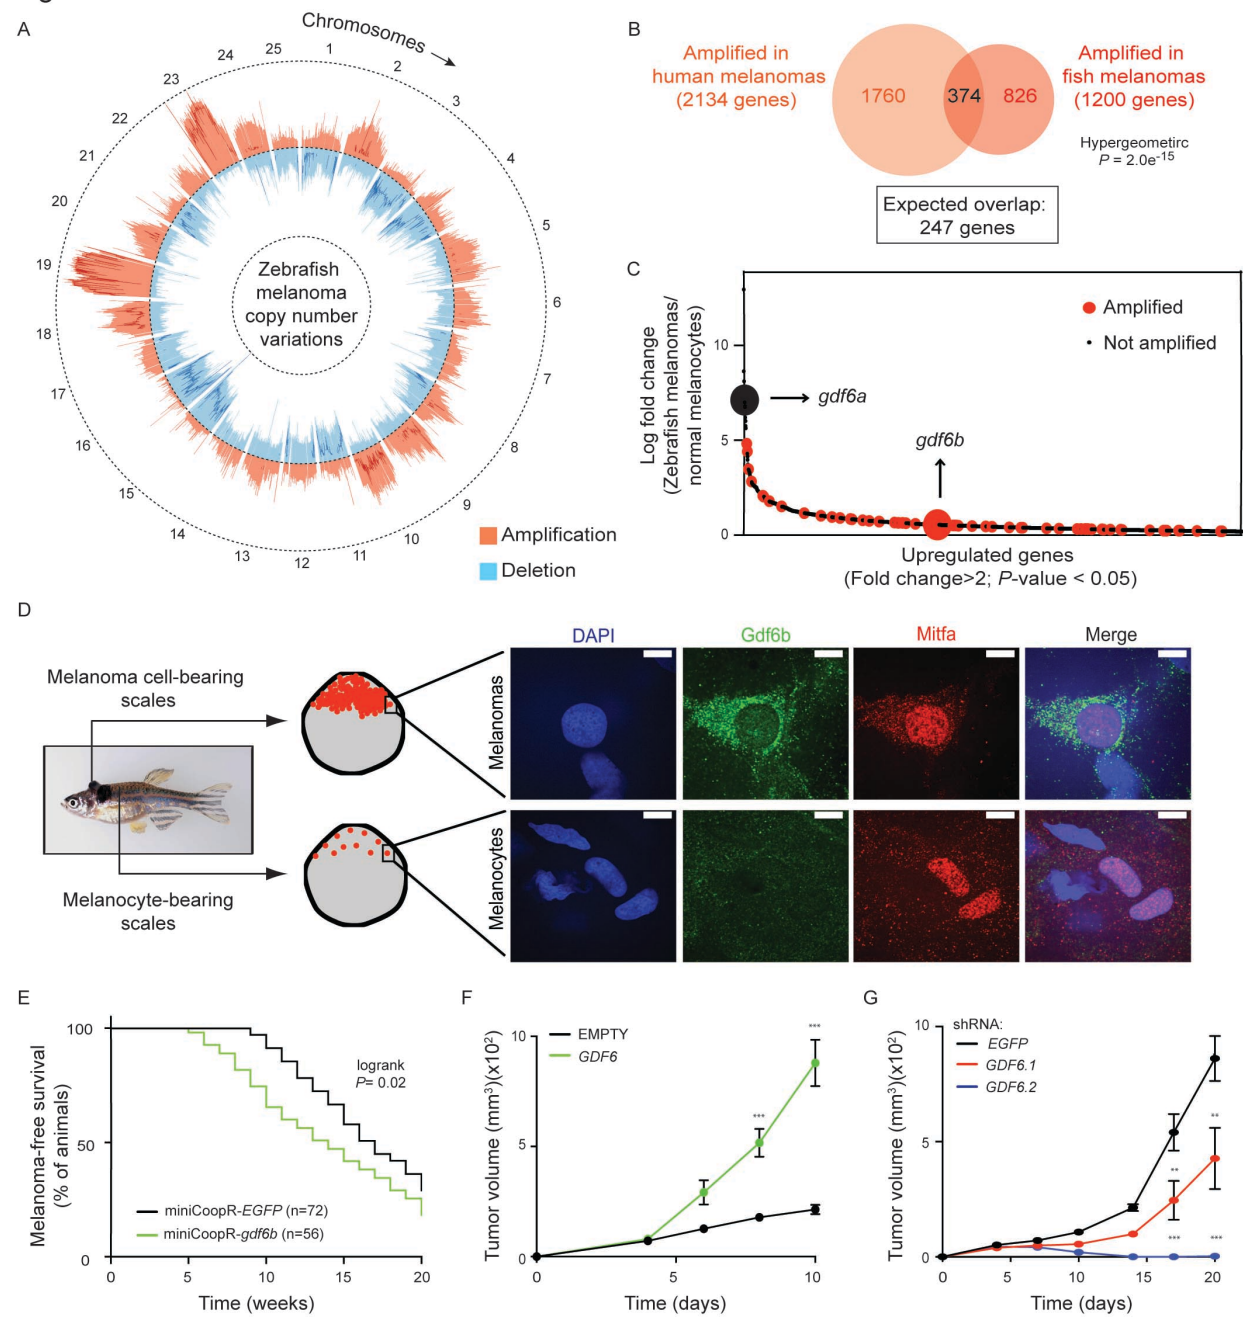 A
Chromosomes
1
2
3
4
5
6
7
8
9
10
11
12
13
14
15
16
17
18
19
20
21
22
23
24
25
Zebrafish
melanoma
copy number
variations
Amplification
Deletion
B
Amplified in
human melanomas
(2134 genes)
1760
374
826
Amplified in
fish melanomas
(1200 genes)
Hypergeometirc
P = 2.0e-15
Expected overlap:
247 genes
C
Log fold change
(Zebrafish melanomas/
normal melanocytes)
10
5
0
gdf6a
gdf6b
Amplified
Not amplified
Upregulated genes
(Fold change>2; P-value < 0.05)
D
Melanoma cell-bearing
scales
Melanocyte-bearing
scales
DAPI
Gdf6b
Mitfa
Merge
Melanomas
Melanocytes
E
Melanoma-free survival
(% of animals)
100
50
0
logrank
P= 0.02
miniCoopR-EGFP (n=72)
miniCoopR-gdf6b (n=56)
0
5
10
15
20
Time (weeks)
F
Tumor volume (mm3)(x102)
10
5
0
EMPTY
GDF6
***
***
0
5
10
Time (days)
G
Tumor volume (mm3)(x102)
10
5
0
shRNA:
EGFP
GDF6.1
GDF6.2
**
**
***
***
0
5
10
15
20
Time (days)